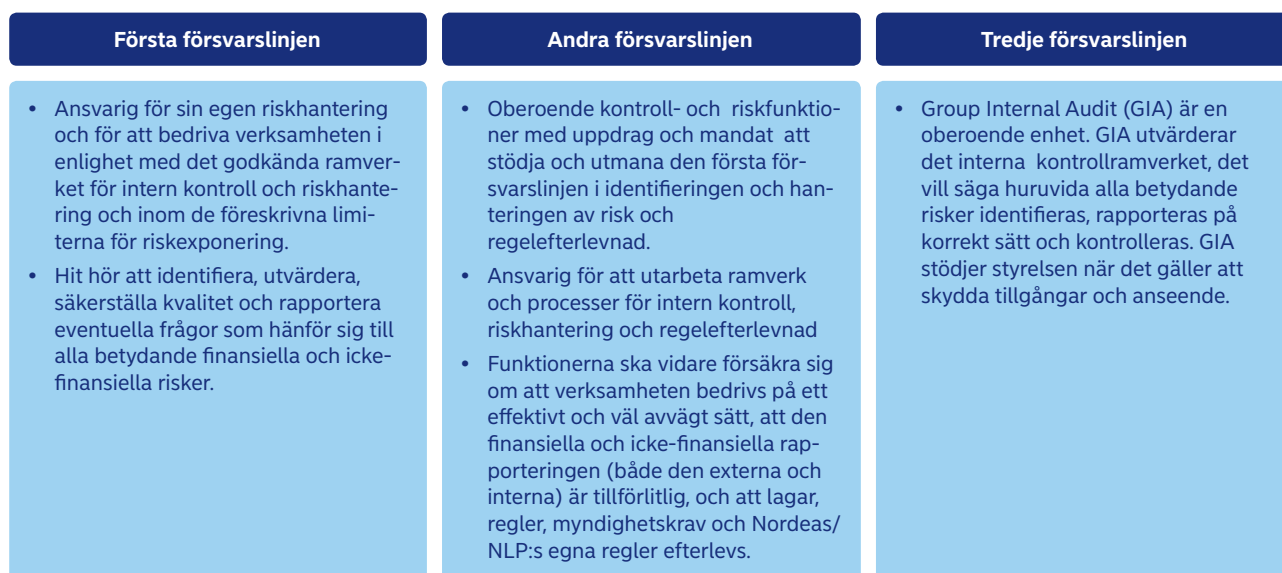 Första försvarslinjen
• Ansvarig för sin egen riskhantering
och för att bedriva verksamheten i
enlighet med det godkända ramver-
ket för intern kontroll och riskhante-
ring och inom de föreskrivna limi-
terna för riskexponering.
• Hit hör att identifiera, utvärdera,
säkerställa kvalitet och rapportera
eventuella frågor som hänför sig till
alla betydande finansiella och icke-
finansiella risker.
Andra försvarslinjen
• Oberoende kontroll- och riskfunktio-
ner med uppdrag och mandat att
stödja och utmana den första för-
svarslinjen i identifieringen och han-
teringen av risk och
regelefterlevnad.
• Ansvarig för att utarbeta ramverk
och processer för intern kontroll,
riskhantering och regelefterlevnad
• Funktionerna ska vidare försäkra sig
om att verksamheten bedrivs på ett
effektivt och väl avvägt sätt, att den
finansiella och icke-finansiella rap-
porteringen (både den externa och
interna) är tillförlitlig, och att lagar,
regler, myndighetskrav och Nordeas/
NLP:s egna regler efterlevs.
Tredje försvarslinjen
• Group Internal Audit (GIA) är en
oberoende enhet. GIA utvärderar
det interna kontrollramverket, det
vill säga huruvida alla betydande
risker identifieras, rapporteras på
korrekt sätt och kontrolleras. GIA
stödjer styrelsen när det gäller att
skydda tillgångar och anseende.